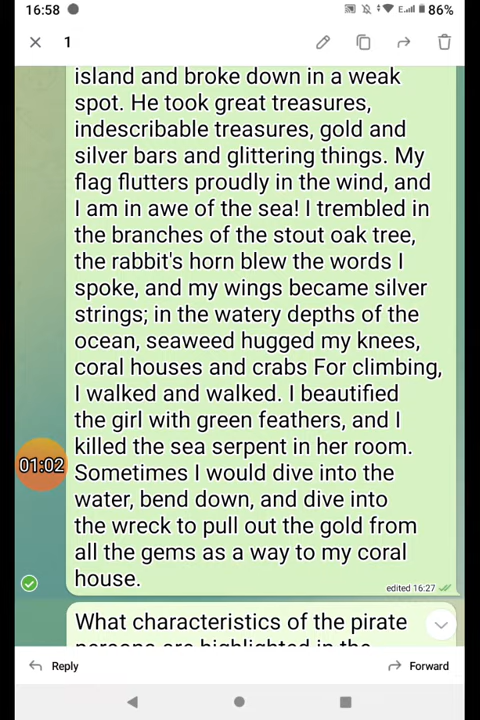 16:58
86%
1
island and broke down in a weak
spot. He took great treasures,
indescribable treasures, gold and
silver bars and glittering things. My
flag flutters proudly in the wind, and
I am in awe of the sea! I trembled in
the branches of the stout oak tree,
the rabbit's horn blew the words I
spoke, and my wings became silver
strings; in the watery depths of the
ocean, seaweed hugged my knees,
coral houses and crabs For climbing,
I walked and walked. I beautified
the girl with green feathers, and I
killed the sea serpent in her room.
01:02
Sometimes I would dive into the
water, bend down, and dive into
the wreck to pull out the gold from
all the gems as a way to my coral
house.
edited 16:27
What characteristics of the pirate
persona are highlighted in the
Reply
Forward